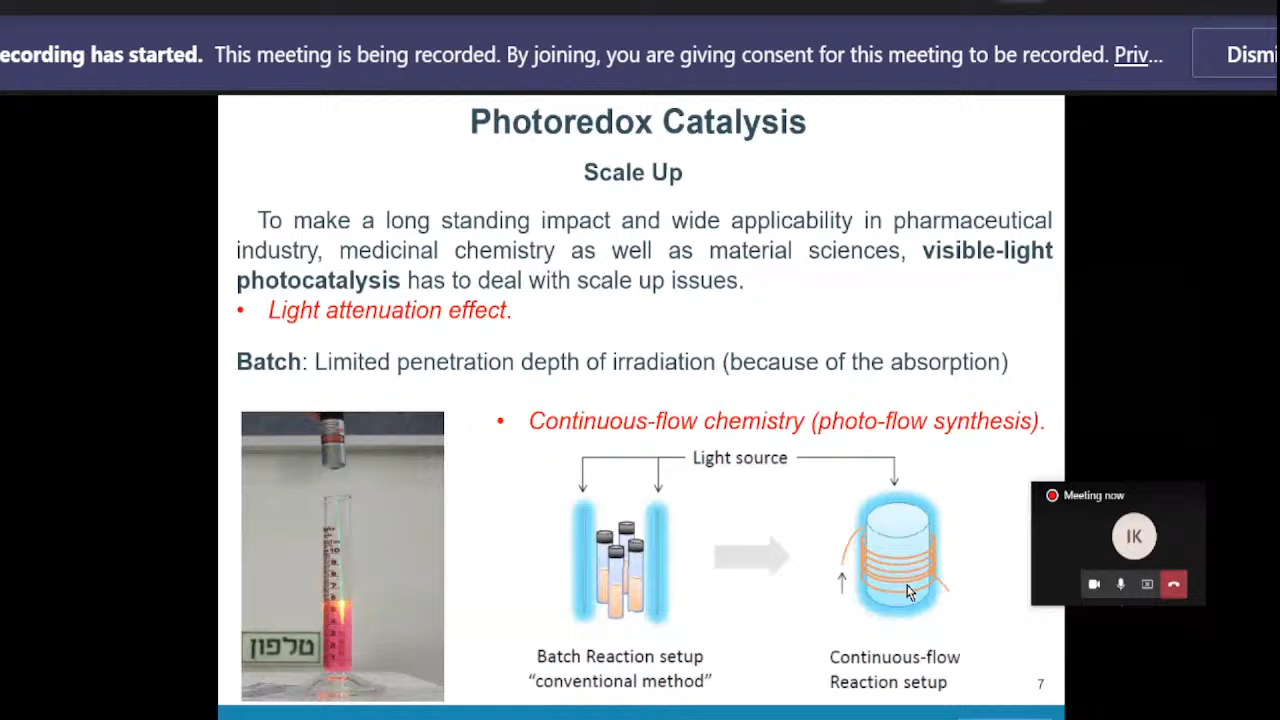 ecording has started. This meeting is being recorded. By joining, you are giving consent for this meeting to be recorded. Priv...
Dismi
Photoredox Catalysis
Scale Up
To make a long standing impact and wide applicability in pharmaceutical
industry, medicinal chemistry as well as material sciences, visible-light
photocatalysis has to deal with scale up issues.
• Light attenuation effect.
Batch: Limited penetration depth of irradiation (because of the absorption)
• Continuous-flow chemistry (photo-flow synthesis).
Light source
Meeting now
IK
10
טלפון
Batch Reaction setup
“conventional method”
Continuous-flow
Reaction setup
7